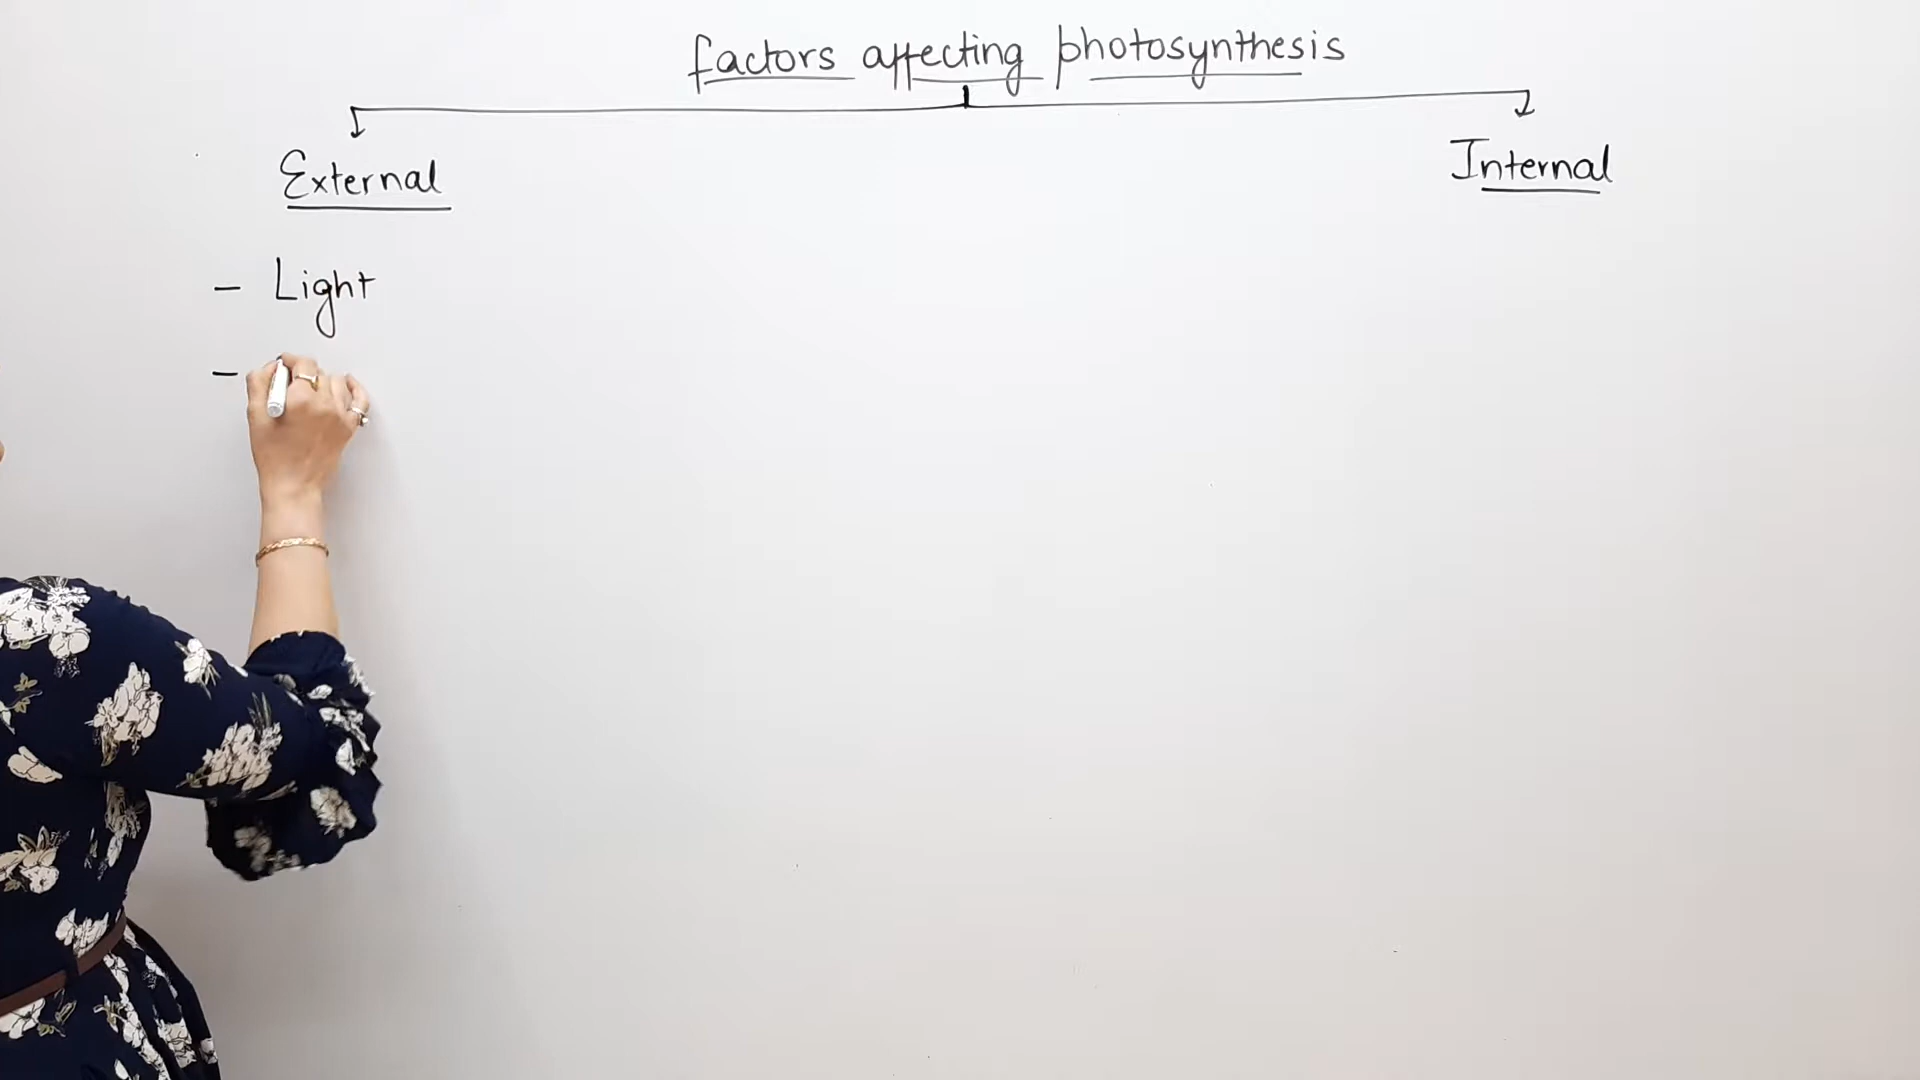 factors affecting photosynthesis
External
Internal
- Light
-